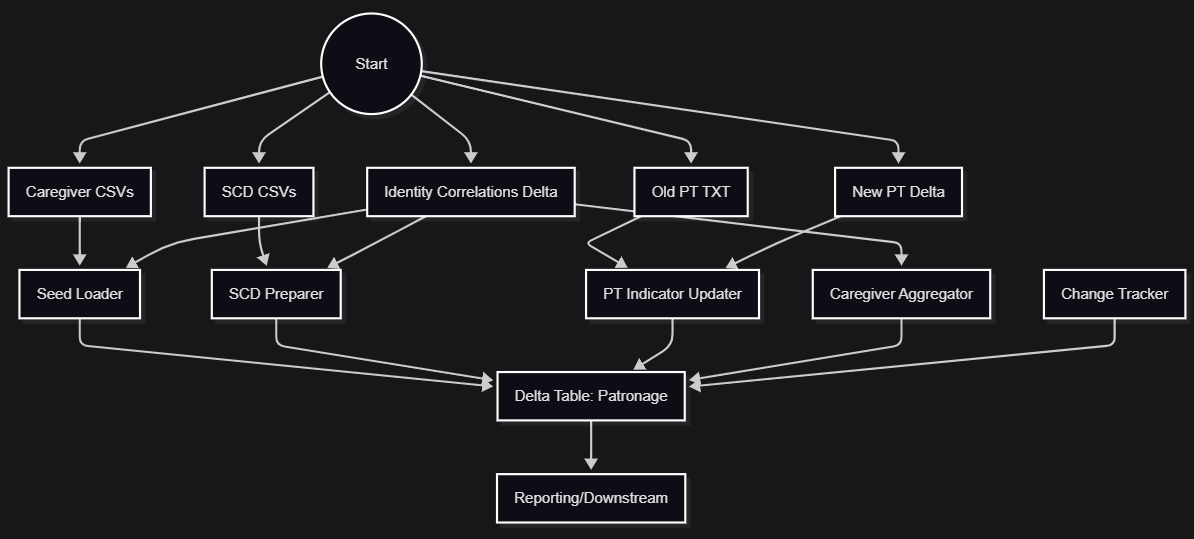 Start
Caregiver CSVs
SCD CSVs
Identity Correlations Delta
Old PT TXT
New PT Delta
Seed Loader
SCD Preparer
PT Indicator Updater
Caregiver Aggregator
Change Tracker
Delta Table: Patronage
Reporting/Downstream